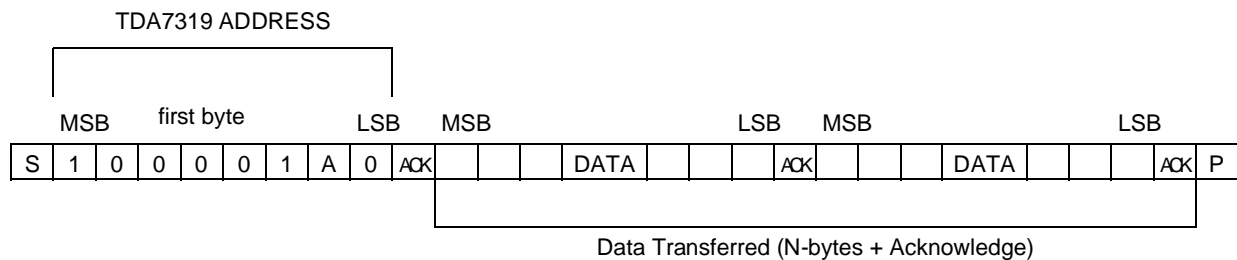 TDA7319 ADDRESS
MSB first byte LSB MSB LSB MSB LSB
S 1 0 0 0 0 1 A 0 ACK DATA ACK DATA ACK P
Data Transferred (N-bytes + Acknowledge)